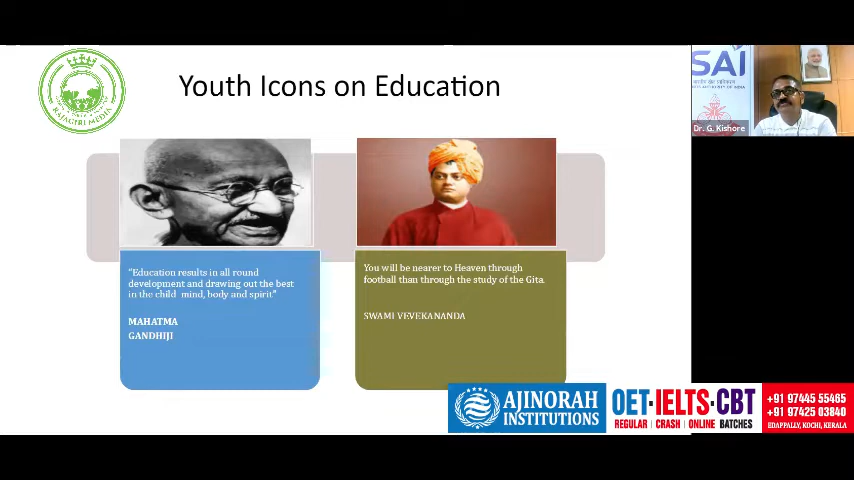 Youth Icons on Education
RAJAGIRI MEDIA
SAI
Dr. G. Kishore
“Education results in all round
development and drawing out the best
in the child mind, body and spirit”
MAHATMA
GANDHIJI
You will be nearer to Heaven through
football than through the study of the Gita.
SWAMI VEVEKANANDA
AJINORAH
INSTITUTIONS
OET·IELTS·CBT
REGULAR | CRASH | ONLINE BATCHES
+91 97445 55465
+91 97425 03840
EDAPPALLY, KOCHI, KERALA